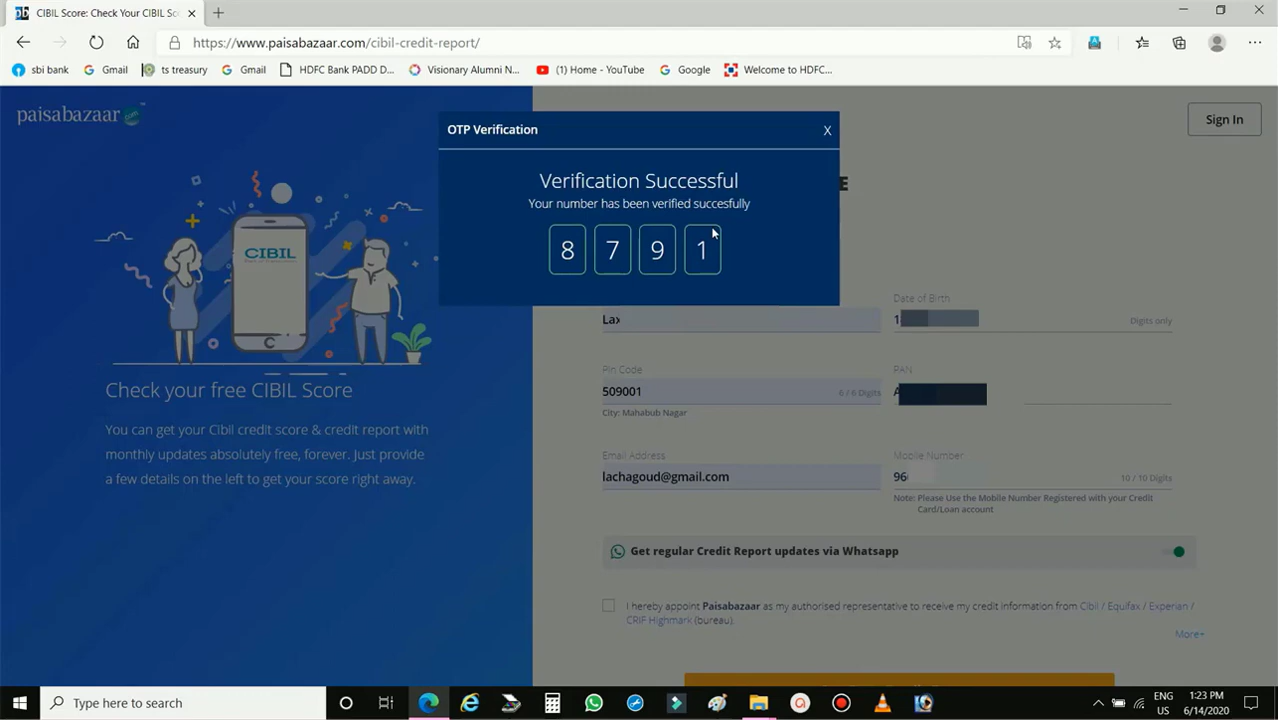 CIBIL Score: Check Your CIBIL Sc
https://www.paisabazaar.com/cibil-credit-report/
sbi bank
Gmail
ts treasury
Gmail
HDFC Bank PADD D...
Visionary Alumni N...
(1) Home - YouTube
Google
Welcome to HDFC...
paisabazaar.com
Sign In
OTP Verification
X
Verification Successful
Your number has been verified succesfully
8 7 9 1
E
CIBIL
Check your free CIBIL Score
You can get your Cibil credit score & credit report with
monthly updates absolutely free, forever. Just provide
a few details on the left to get your score right away.
Date of Birth
Lax
1
Digits only
Pin Code
PAN
509001
6 / 6 Digits
A
City: Mahabub Nagar
Email Address
Mobile Number
lachagoud@gmail.com
96
10 / 10 Digits
Note: Please Use the Mobile Number Registered with your Credit
Card/Loan account
Get regular Credit Report updates via Whatsapp
I hereby appoint Paisabazaar as my authorised representative to receive my credit information from Cibil / Equifax / Experian /
CRIF Highmark (bureau).
More+
Type here to search
ENG
US
1:23 PM
6/14/2020